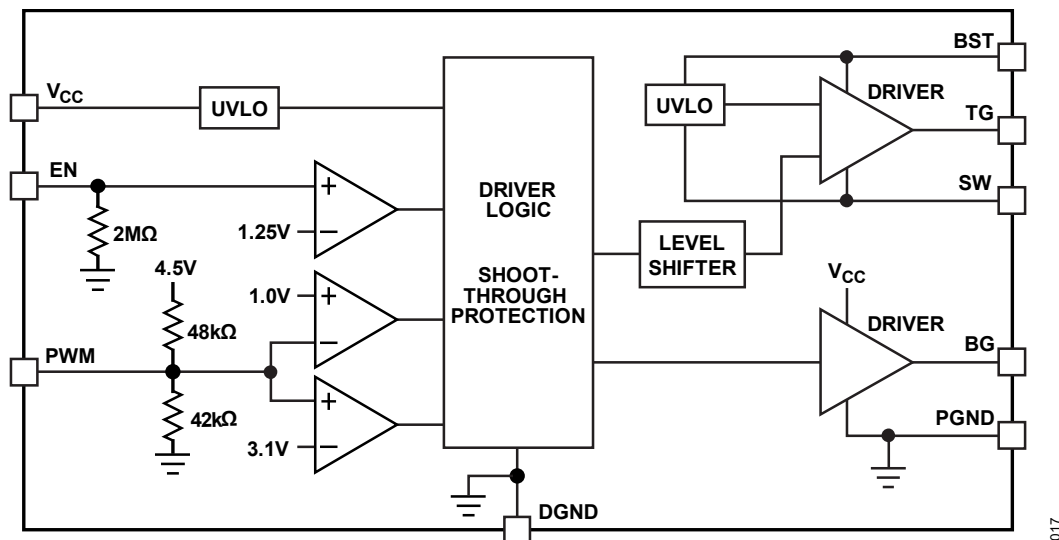 BST
VCC
UVLO
UVLO
DRIVER
TG
EN
SW
DRIVER
LOGIC
2MΩ
1.25V
LEVEL
SHIFTER
4.5V
SHOOT-
THROUGH
PROTECTION
VCC
1.0V
48kΩ
DRIVER
PWM
BG
42kΩ
3.1V
PGND
DGND
017